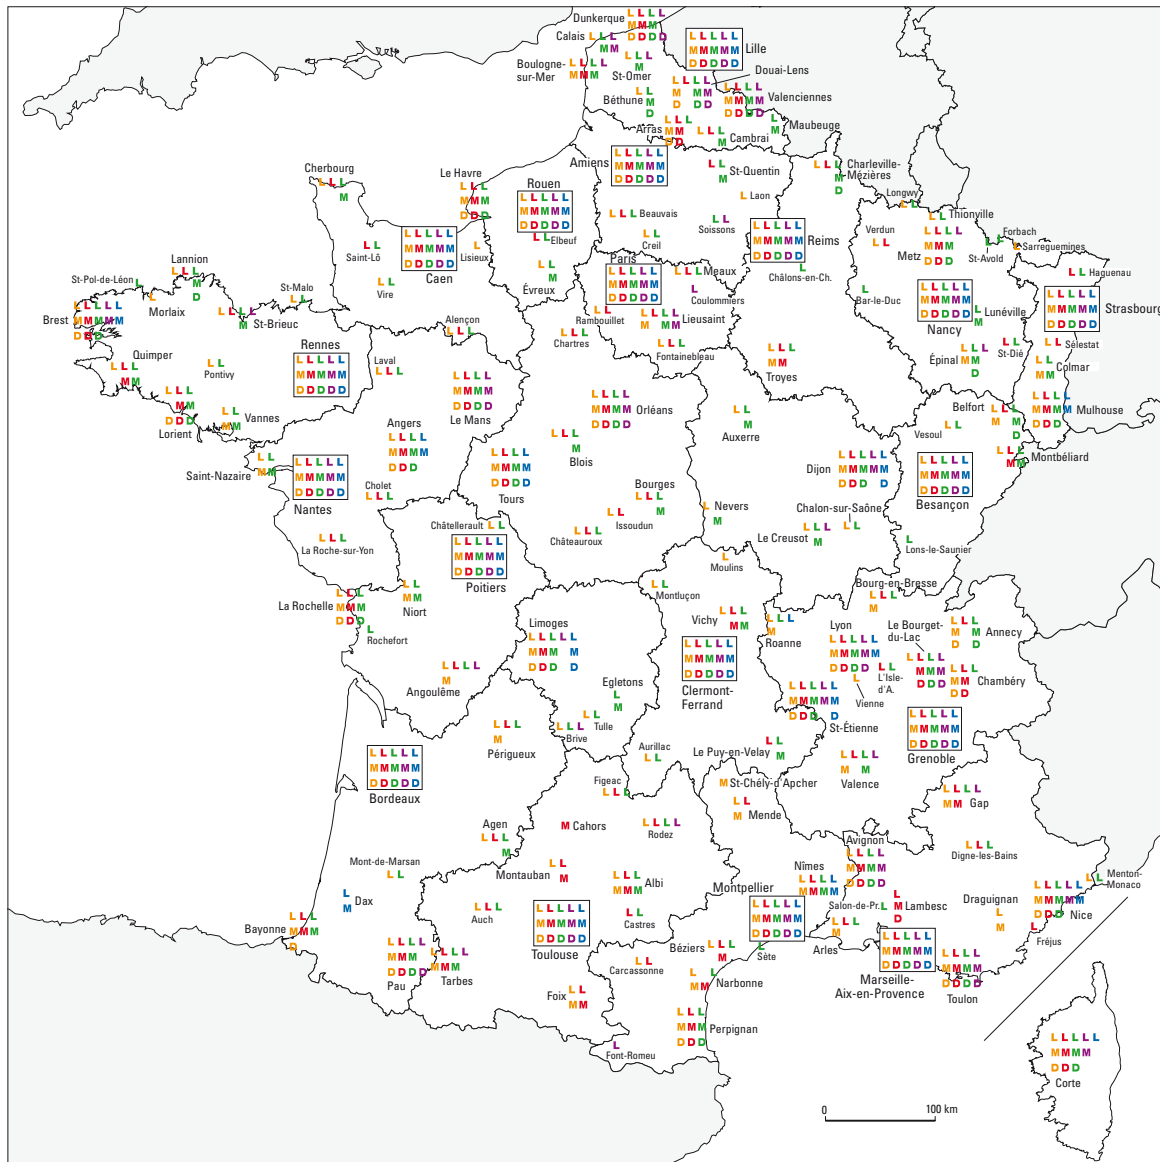 Dunkerque
L L L L
M M M M
D D D D
Calais
L L L
M M
Lille
L L L L L
M M M M M
D D D D D
Boulogne-
sur-Mer
L L L L
M M M
St-Omer
L L L
M
Douai-Lens
L L L L
M M M
D D D
Béthune
L L
M
D
Valenciennes
L L L L
M M M M
D D D D
Maubeuge
L
M
Arras
L L L
M M
D D
Cambrai
L L L
M
Amiens
L L L L L
M M M M M
D D D D D
St-Quentin
L L
M
Charleville-
Mézières
L L L
M
D
Laon
L
Cherbourg
L L L
M
Le Havre
L L L
M M M
D D D
Rouen
L L L L L
M M M M M
D D D D D
Elbeuf
L L
Beauvais
L L L
Creil
L L
Soissons
L L
Reims
L L L L L
M M M M M
D D D D D
Longwy
L L
Thionville
L L
Verdun
L L
Metz
L L L L
M M M
D D D
Forbach
L
St-Avold
L
Sarreguemines
L
Haguenau
L L
Saint-Lô
L L
Caen
L L L L L
M M M M M
D D D D D
Lisieux
L
Vire
L L
Évreux
L L
M
Paris
L L L L L
M M M M M
D D D D D
Meaux
L L L
Coulommiers
L
Châlons-en-Ch.
L
Bar-le-Duc
L
Nancy
L L L L L
M M M M M
D D D D D
Lunéville
L
M
Strasbourg
L L L L L
M M M M M
D D D D D
Lannion
L L L
M
D
St-Pol-de-Léon
L
Morlaix
L
St-Malo
L L
Brest
L L L L L
M M M M M
D D D
St-Brieuc
L L L L
M
Rambouillet
L L
Lieusaint
L L L L
M M M
Chartres
L L L
Fontainebleau
L L L
Troyes
L L L
M M
Épinal
L L L
M M
D
St-Dié
L L
Sélestat
L L
Colmar
L L
M M
Alençon
L L L
Rennes
L L L L L
M M M M M
D D D D D
Laval
L L L
Quimper
L L L
M M
Pontivy
L L
Lorient
L L L
M M
D D D
Vannes
L L
M M
Le Mans
L L L L
M M M M
D D D D
Orléans
L L L L
M M M M
D D D D
Auxerre
L L
M
Belfort
L L L
M M
D
Mulhouse
L L L L
M M M M
D D D
Vesoul
L L
Montbéliard
L L L
M M
Angers
L L L L
M M M M
D D D
Blois
L L L
M
Saint-Nazaire
L L
M M
Nantes
L L L L L
M M M M M
D D D D D
Cholet
L L L
Tours
L L L L
M M M M
D D D D
Dijon
L L L L L
M M M M M
D D D D
Besançon
L L L L L
M M M M M
D D D D D
Bourges
L L L
M
Issoudun
L L
Nevers
L L
M
Chalon-sur-Saône
L L
Le Creusot
L L L
M
Châtellerault
L L
La Roche-sur-Yon
L L L
Poitiers
L L L L L
M M M M M
D D D D D
Châteauroux
L L L
Lons-le-Saunier
L
Moulins
L
Bourg-en-Bresse
L L L
M
La Rochelle
L L L
M M M
D D D
Niort
L L
M M
Rochefort
L
Montluçon
L L
Vichy
L L L
M M
Roanne
L L L
M
Lyon
L L L L L
M M M M M
D D D D
Le Bourget-
du-Lac
L L L L
M M M
D D D
Annecy
L L L
M M
D D
Limoges
L L L L L
M M M M
D D D D
Angoulême
L L L L
M
Clermont-
Ferrand
L L L L L
M M M M M
D D D D D
L'Isle-
d'A.
L L
Vienne
L
Chambéry
L L L
M M
D D
Egletons
L
M
Tulle
L L
Brive
L L L
St-Étienne
L L L L L
M M M M M
D D D D
Grenoble
L L L L L
M M M M M
D D D D D
Périgueux
L L L
M
Aurillac
L L
Le Puy-en-Velay
L L
M
Valence
L L L L
M M
Bordeaux
L L L L L
M M M M M
D D D D D
Figeac
L L D
St-Chély-d'Apcher
M
Mende
L L
M
Gap
L L L L
M M
Agen
L L L
M
Cahors
M
Rodez
L L L L
Avignon
L L L L
M M M M
D D D D
Digne-les-Bains
L L L
Mont-de-Marsan
L L
Dax
L
M
Montauban
L L
M
Albi
L L L
M M M
Nîmes
L L L L
M M M M
Menton-
Monaco
L L
Montpellier
L L L L L
M M M M M
D D D D D
Salon-de-Pr.
L
Lambesc
L
M
D
Draguignan
L
M
Nice
L L L L L
M M M M M
D D D
Fréjus
L
Bayonne
L L L
M M M
D
Auch
L L L
Castres
L L
Toulouse
L L L L L
M M M M M
D D D D D
Arles
L L L
M
Béziers
L L L
M
Sète
L
Marseille-
Aix-en-Provence
L L L L L
M M M M M
D D D D D
Pau
L L L L
M M M
D D D D
Tarbes
L L L L
M M M
Carcassonne
L L
Narbonne
L L L
M M
Toulon
L L L L
M M M M
D D D D
Foix
L L
M M
Perpignan
L L L
M M M
D D D
Font-Romeu
L
Corte
L L L L L
M M M M
D D D
0 100 km